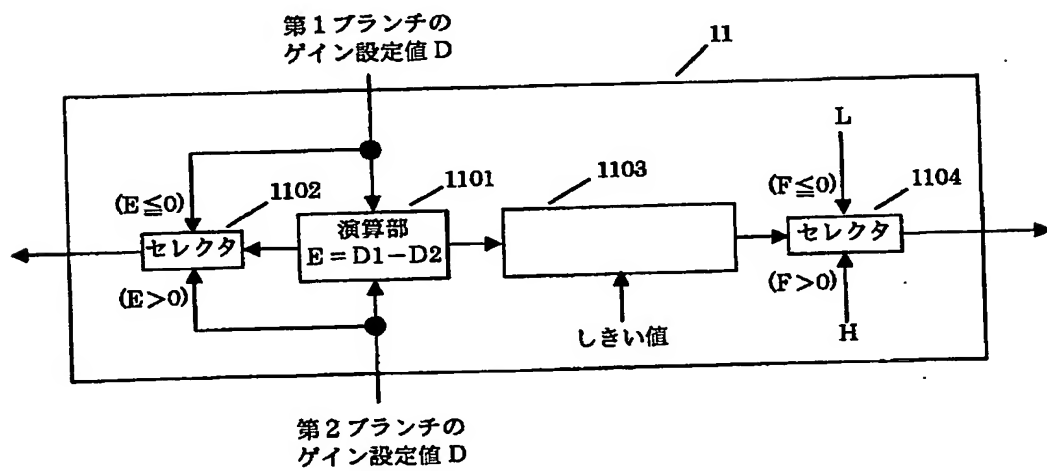 第1ブランチの
ゲイン設定値 D
11
L
1102
1101
1103
(F≦0)
1104
(E≦0)
セレクタ
演算部
E＝D1−D2
セレクタ
(E>0)
(F>0)
しきい値
H
第2ブランチの
ゲイン設定値 D